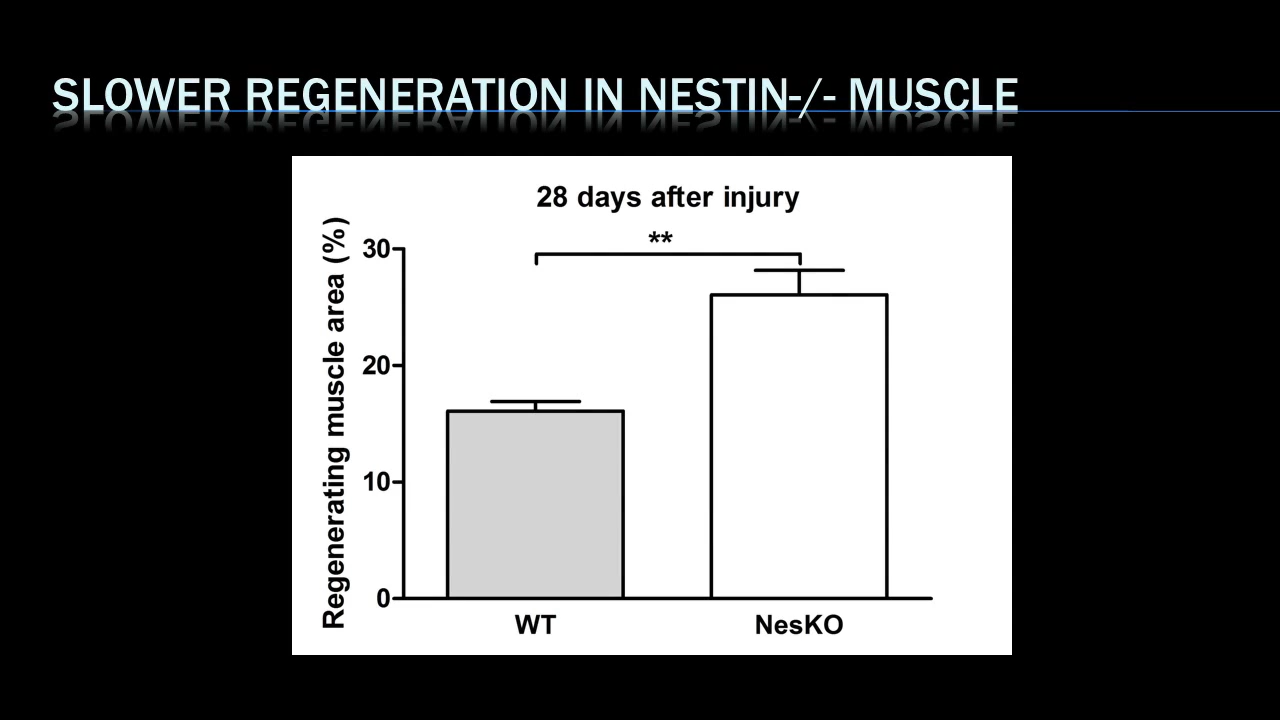 SLOWER REGENERATION IN NESTIN-/- MUSCLE
28 days after injury
**
Regenerating muscle area (%)
30
20
10
0
WT
NesKO